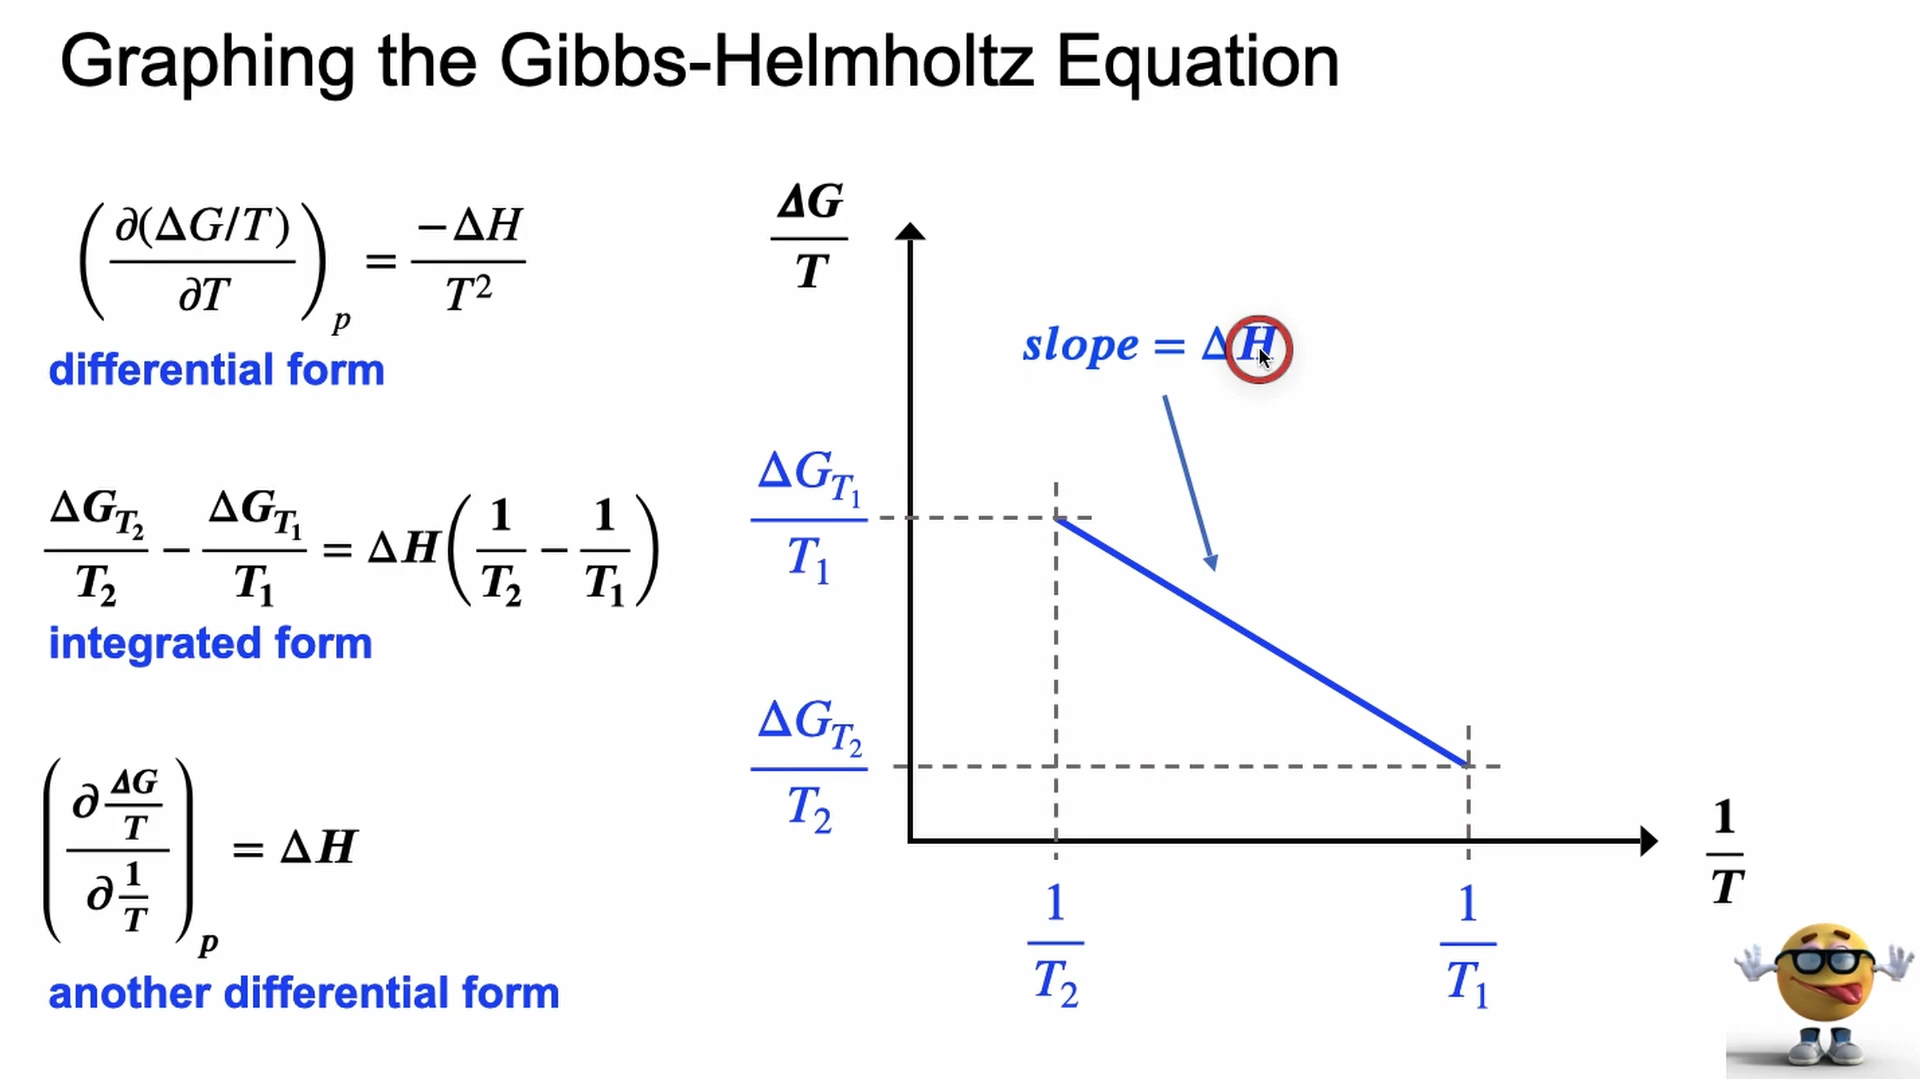 Graphing the Gibbs-Helmholtz Equation
(∂(ΔG/T)/∂T)_p = −ΔH/T²
differential form
ΔG_T₂/T₂ − ΔG_T₁/T₁ = ΔH(1/T₂ − 1/T₁)
integrated form
(∂(ΔG/T)/∂(1/T))_p = ΔH
another differential form
ΔG/T
slope = ΔH
ΔG_T₁/T₁
ΔG_T₂/T₂
1/T₂
1/T₁
1/T